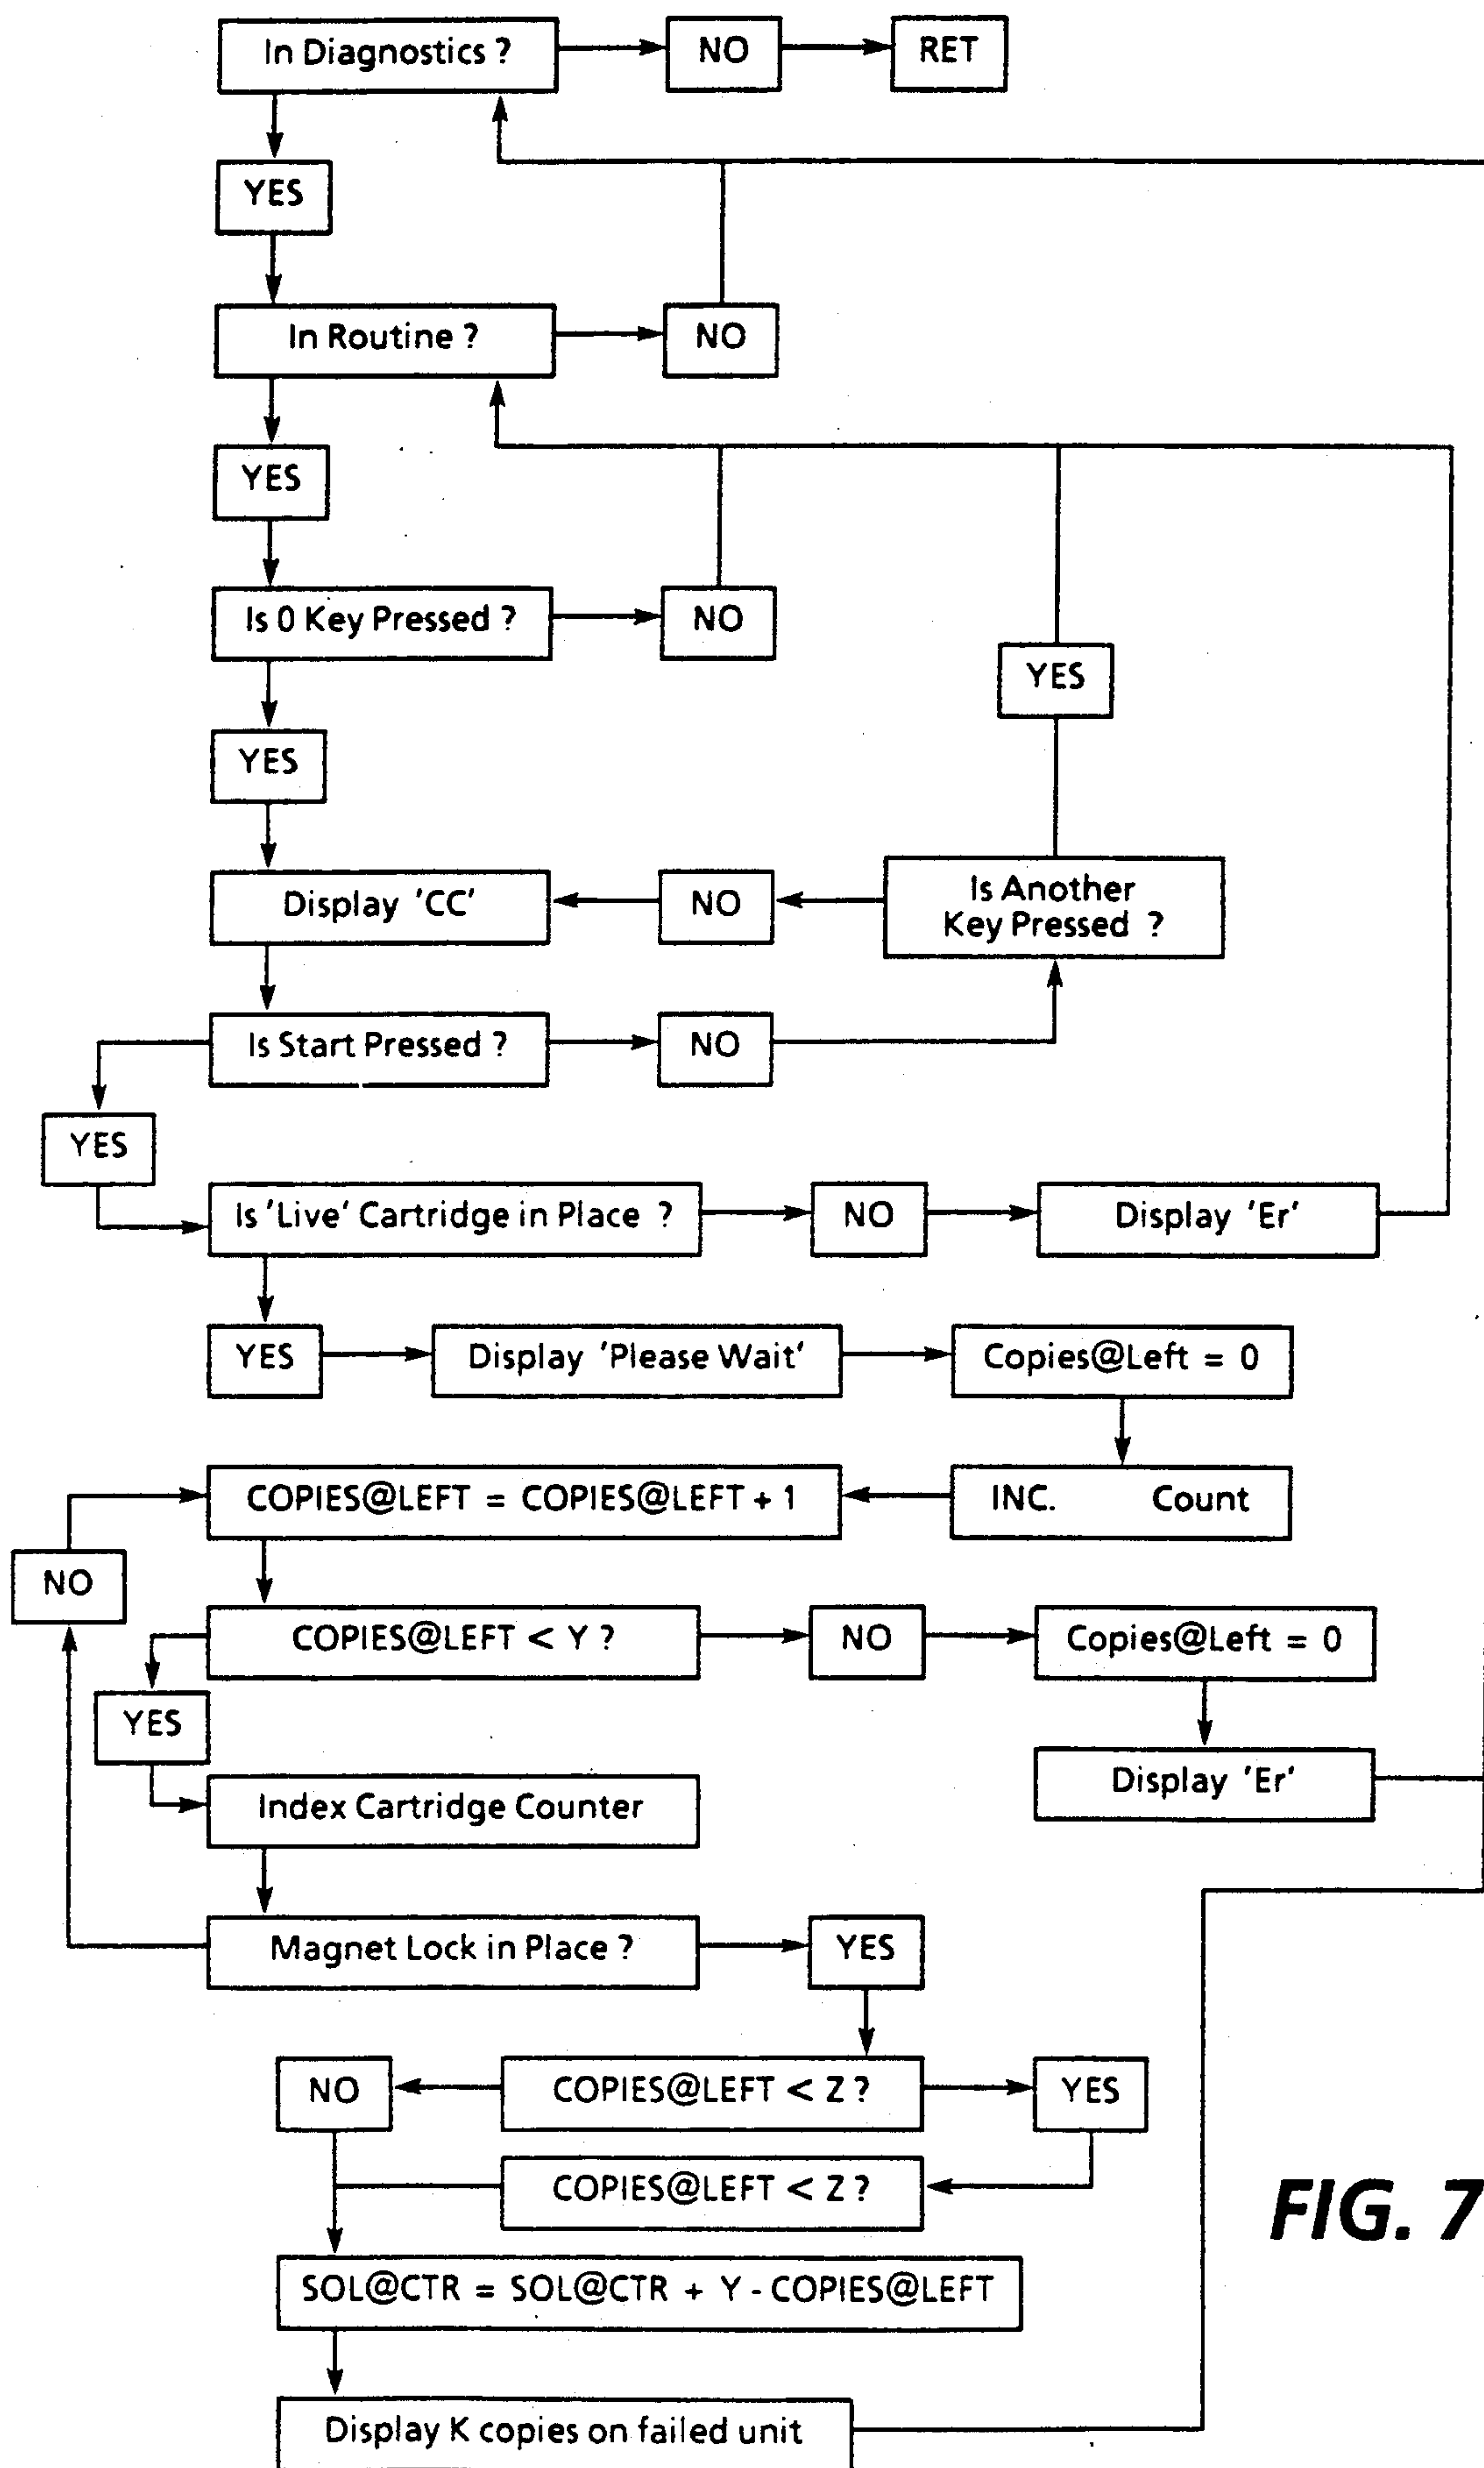 In Diagnostics ?
NO
RET
YES
In Routine ?
NO
YES
Is 0 Key Pressed ?
NO
YES
YES
Display 'CC'
NO
Is Another
Key Pressed ?
Is Start Pressed ?
NO
YES
Is 'Live' Cartridge in Place ?
NO
Display 'Er'
YES
Display 'Please Wait'
Copies@Left = 0
COPIES@LEFT = COPIES@LEFT + 1
INC. Count
NO
COPIES@LEFT < Y ?
NO
Copies@Left = 0
YES
Index Cartridge Counter
Display 'Er'
Magnet Lock in Place ?
YES
NO
COPIES@LEFT < Z ?
YES
COPIES@LEFT < Z ?
SOL@CTR = SOL@CTR + Y - COPIES@LEFT
Display K copies on failed unit
FIG. 7